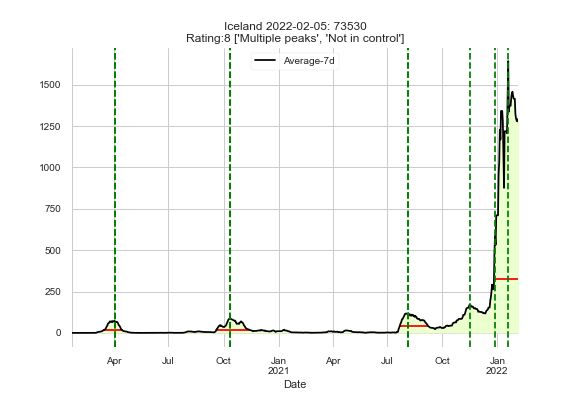 Iceland 2022-02-05: 73530
Rating:8 ['Multiple peaks', 'Not in control']
Average-7d
1500
1250
1000
750
500
250
0
Apr Jul Oct Jan Apr Jul Oct Jan
2021 2022
Date